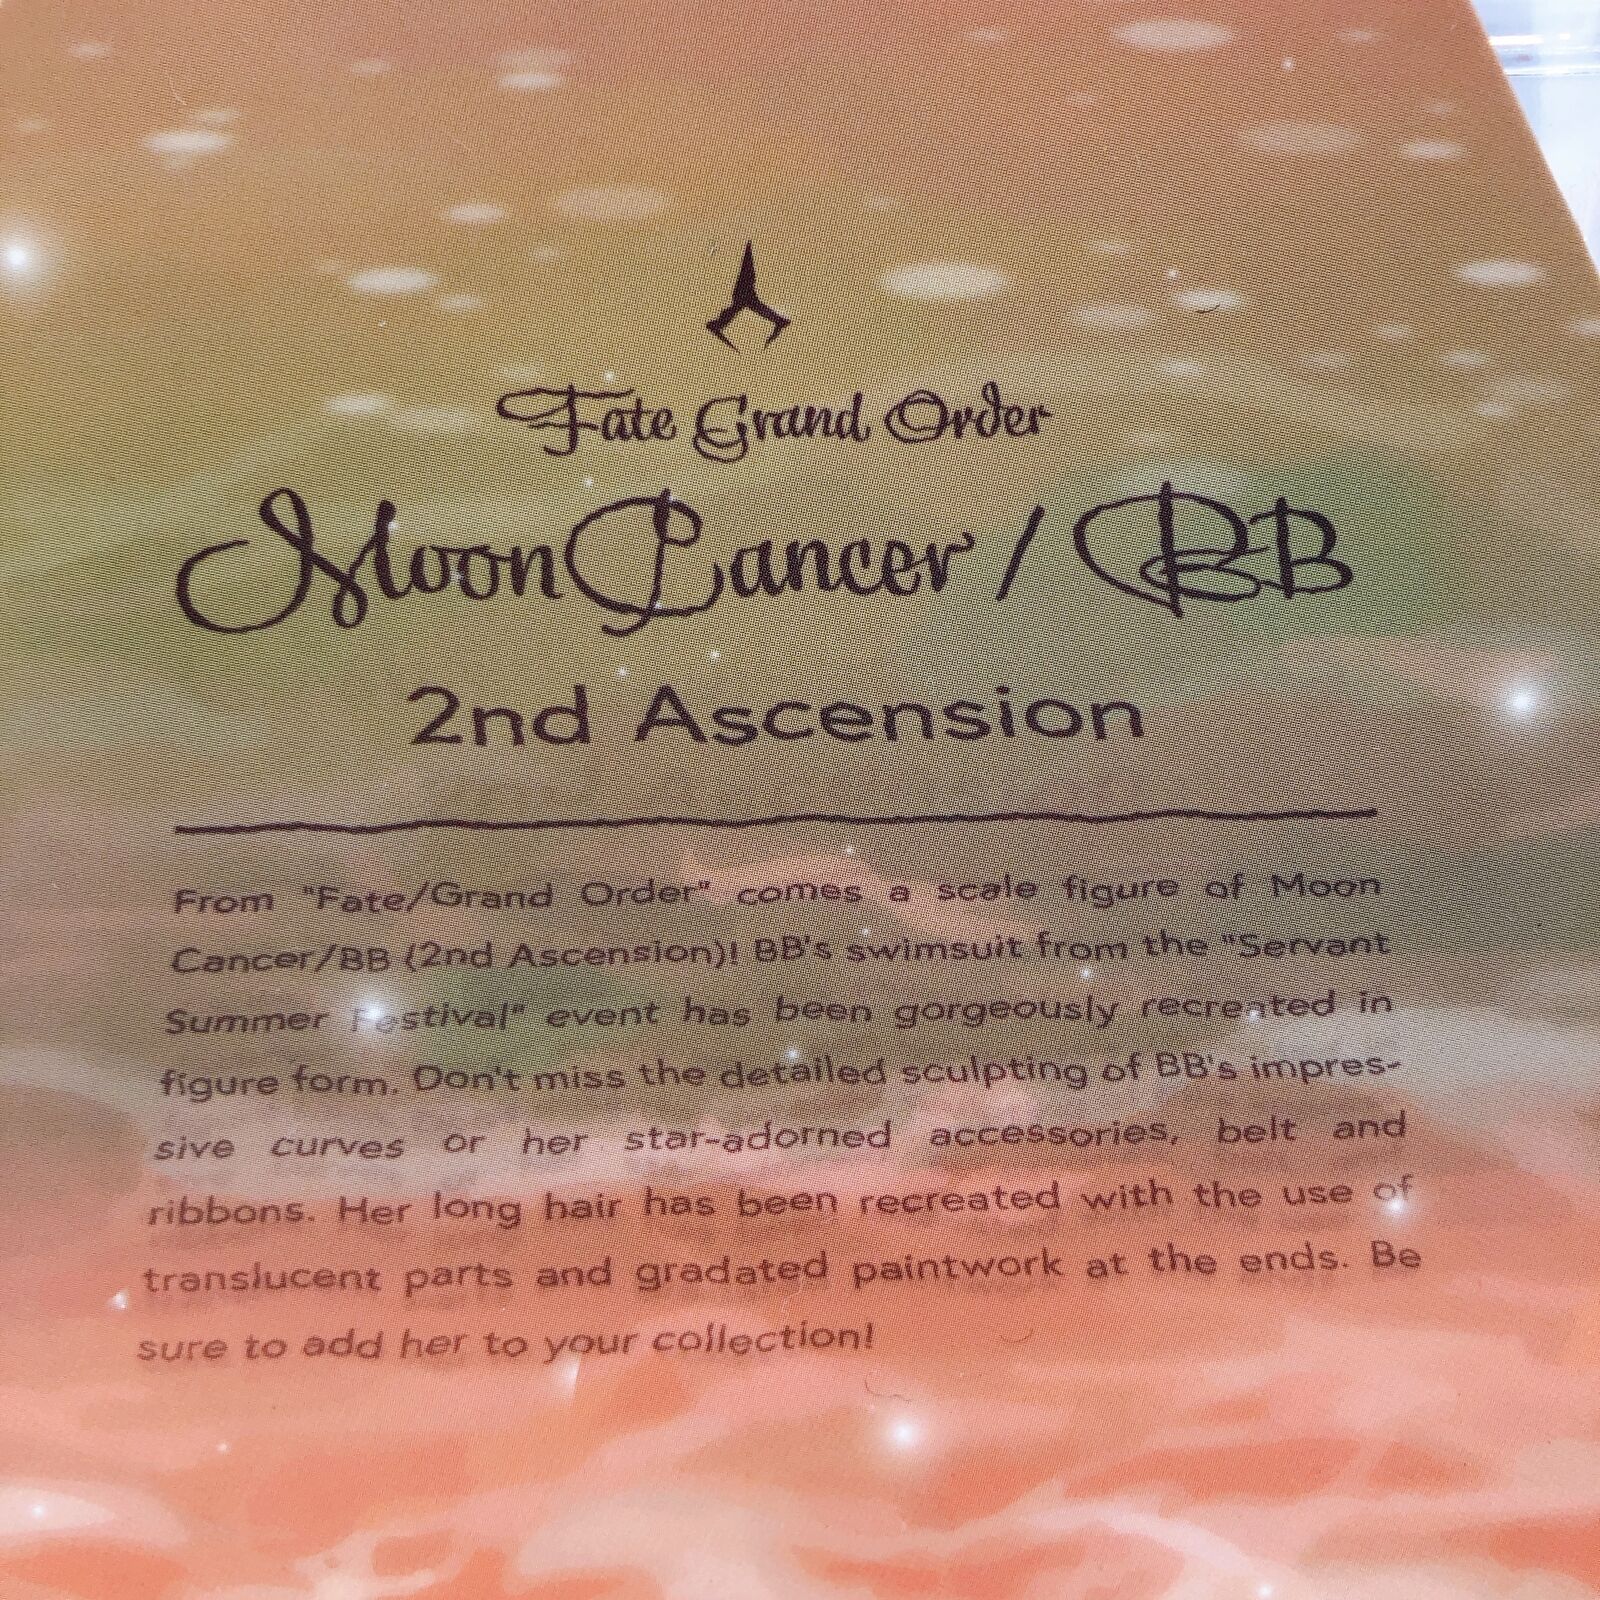 Fate Grand Order
Moon Cancer / BB
2nd Ascension
From "Fate/Grand Order" comes a scale figure of Moon
Cancer/BB (2nd Ascension)! BB's swimsuit from the "Servant
Summer Festival" event has been gorgeously recreated in
figure form. Don't miss the detailed sculpting of BB's impres-
sive curves or her star-adorned accessories, belt and
ribbons. Her long hair has been recreated with the use of
translucent parts and gradated paintwork at the ends. Be
sure to add her to your collection!